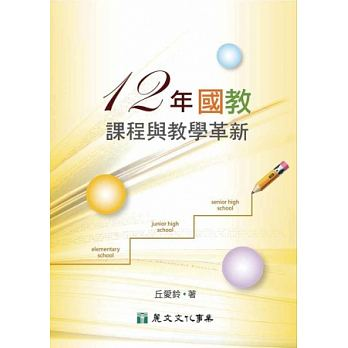 12年國教
課程與教學革新
senior high
school
junior high
school
elementary
school
丘愛鈴・著
麗文文化事業